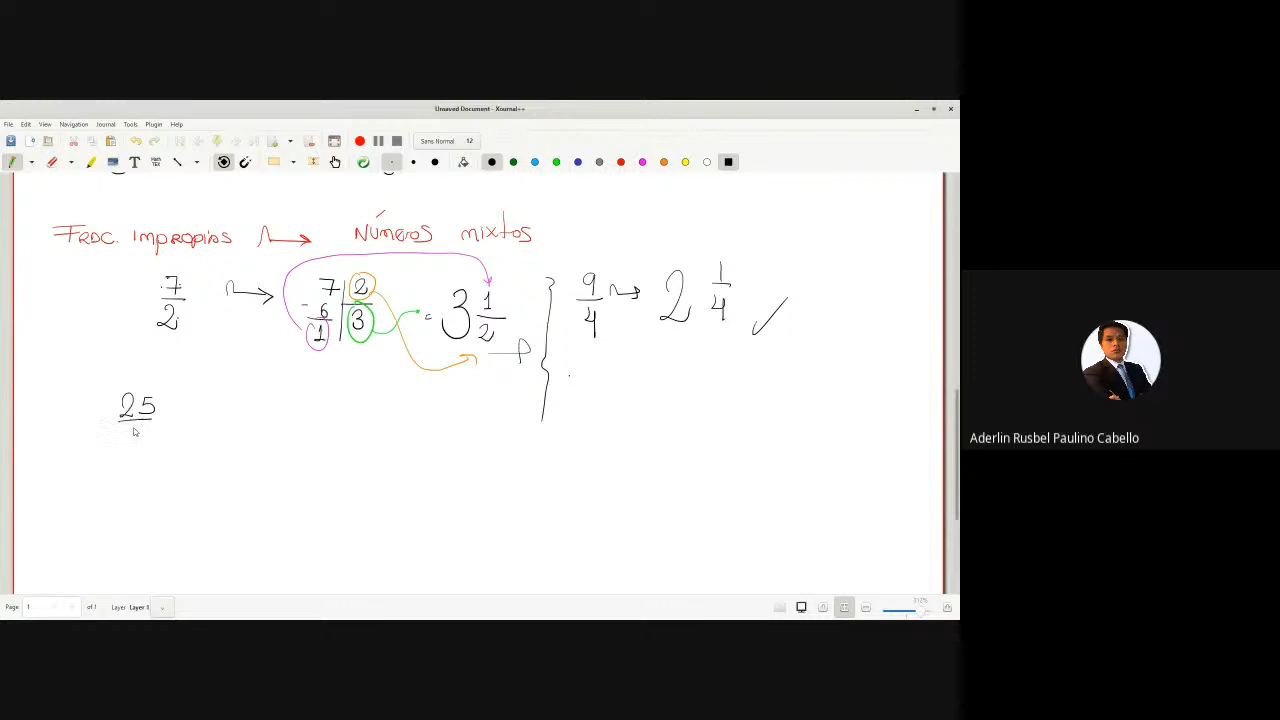 Unsaved Document - Xournal++
File Edit View Navigation Journal Tools Plugin Help
Sans Normal 12
FRAC. IMPROPIAS → NÚMEROS MIXTOS
7/2 → 7 2 = 3 1/2 9/4 → 2 1/4 ✓
- 6 3
1
25
Aderlin Rusbel Paulino Cabello
Page 1 of 1 Layer Layer 1 312%